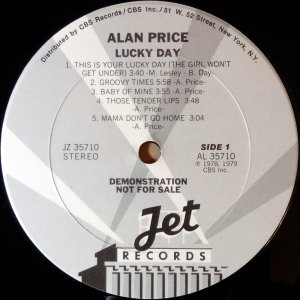 Distributed by CBS Records / CBS Inc. / 51 W. 52 Street, New York, N.Y.
ALAN PRICE
LUCKY DAY
1. THIS IS YOUR LUCKY DAY (THE GIRL WON'T
GET UNDER) 3:40 -M. Lesley - B. Day-
2. GROOVY TIMES 5:58 -A. Price-
3. BABY OF MINE 3:55 -A. Price-
4. THOSE TENDER LIPS 3:48
-A. Price-
5. MAMA DON'T GO HOME 3:04
-A. Price-
JZ 35710
STEREO
SIDE 1
AL 35710
℗ 1978, 1979
CBS Inc.
DEMONSTRATION
NOT FOR SALE
Jet
RECORDS